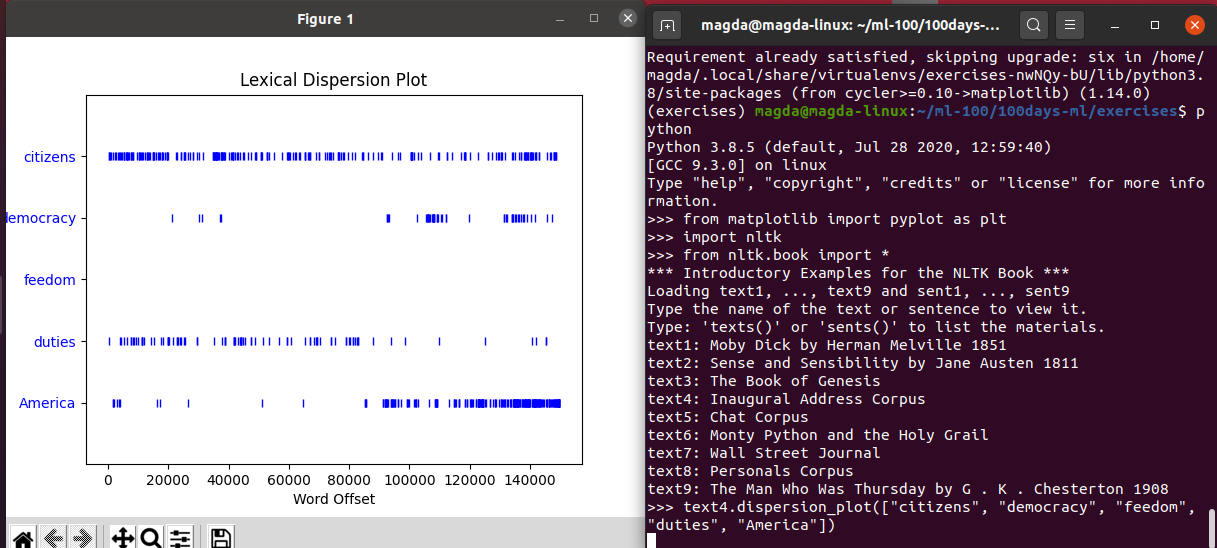 Figure 1
Lexical Dispersion Plot
citizens
democracy
feedom
duties
America
0 20000 40000 60000 80000 100000 120000 140000
Word Offset
magda@magda-linux: ~/ml-100/100days-…
Requirement already satisfied, skipping upgrade: six in /home/
magda/.local/share/virtualenvs/exercises-nwNQy-bU/lib/python3.
8/site-packages (from cycler>=0.10->matplotlib) (1.14.0)
(exercises) magda@magda-linux:~/ml-100/100days-ml/exercises$ p
ython
Python 3.8.5 (default, Jul 28 2020, 12:59:40)
[GCC 9.3.0] on linux
Type "help", "copyright", "credits" or "license" for more info
rmation.
>>> from matplotlib import pyplot as plt
>>> import nltk
>>> from nltk.book import *
*** Introductory Examples for the NLTK Book ***
Loading text1, ..., text9 and sent1, ..., sent9
Type the name of the text or sentence to view it.
Type: 'texts()' or 'sents()' to list the materials.
text1: Moby Dick by Herman Melville 1851
text2: Sense and Sensibility by Jane Austen 1811
text3: The Book of Genesis
text4: Inaugural Address Corpus
text5: Chat Corpus
text6: Monty Python and the Holy Grail
text7: Wall Street Journal
text8: Personals Corpus
text9: The Man Who Was Thursday by G . K . Chesterton 1908
>>> text4.dispersion_plot(["citizens", "democracy", "feedom",
"duties", "America"])